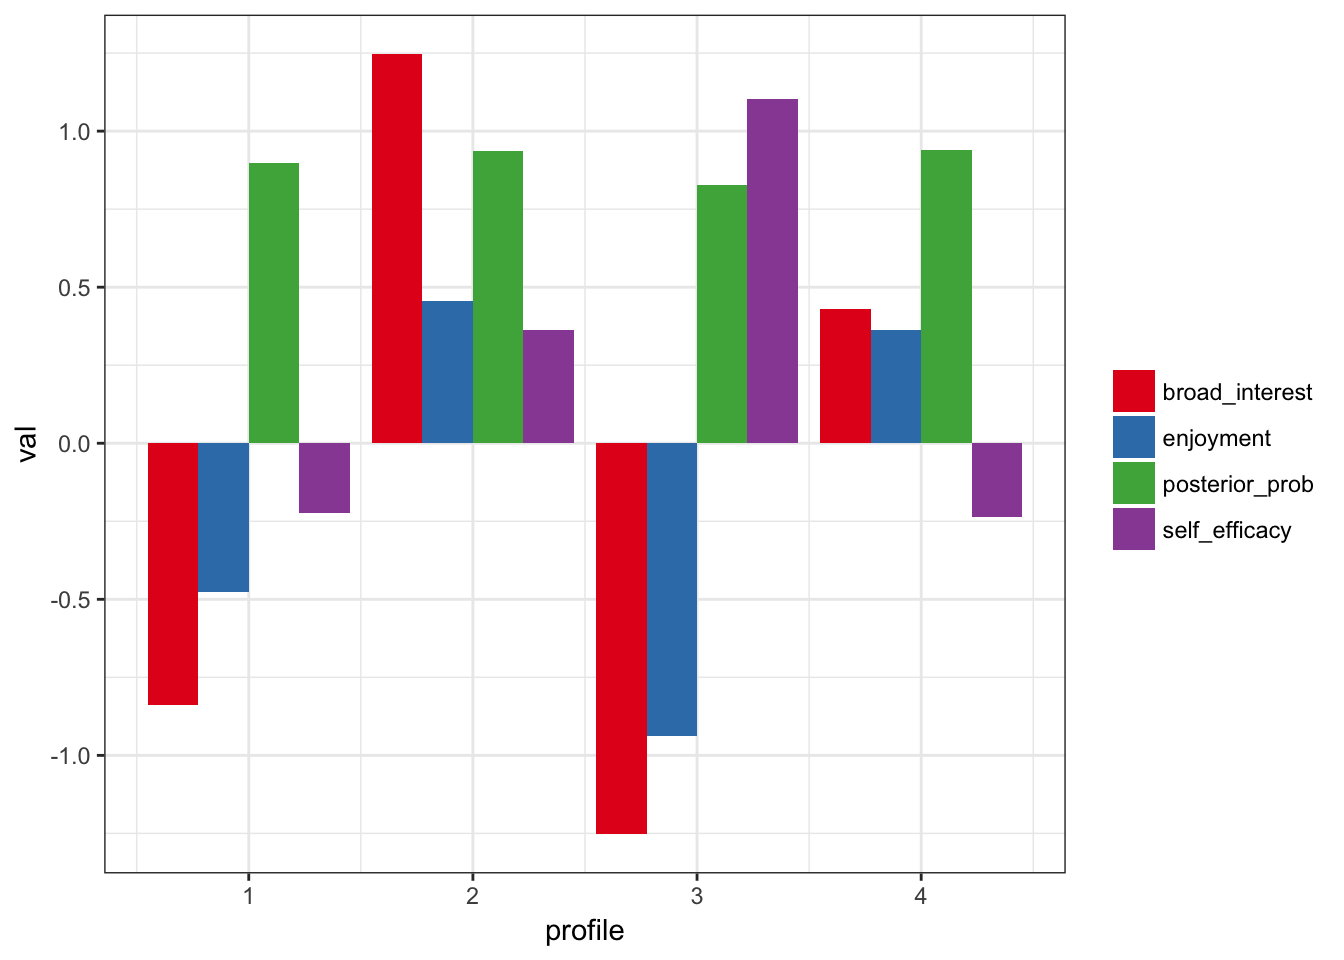 val
1.0
0.5
0.0
-0.5
-1.0
1 2 3 4
profile
broad_interest
enjoyment
posterior_prob
self_efficacy